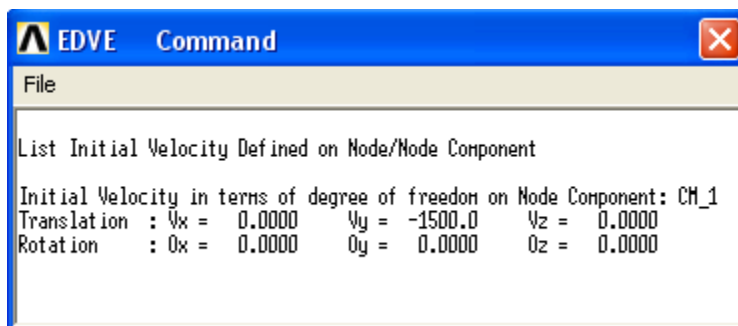 EDVE Command
File
List Initial Velocity Defined on Node/Node Component
Initial Velocity in terms of degree of freedom on Node Component: CM_1
Translation : Vx = 0.0000 Vy = -1500.0 Vz = 0.0000
Rotation : Ox = 0.0000 Oy = 0.0000 Oz = 0.0000